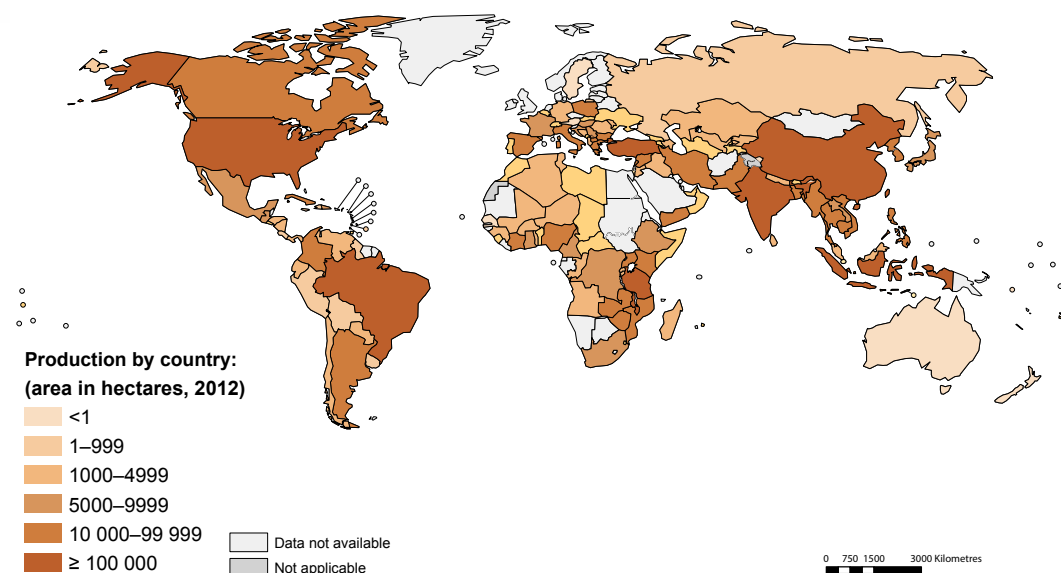 Production by country:
(area in hectares, 2012)
<1
1–999
1000–4999
5000–9999
10 000–99 999
≥ 100 000
Data not available
Not applicable
0 750 1500 3000 Kilometres